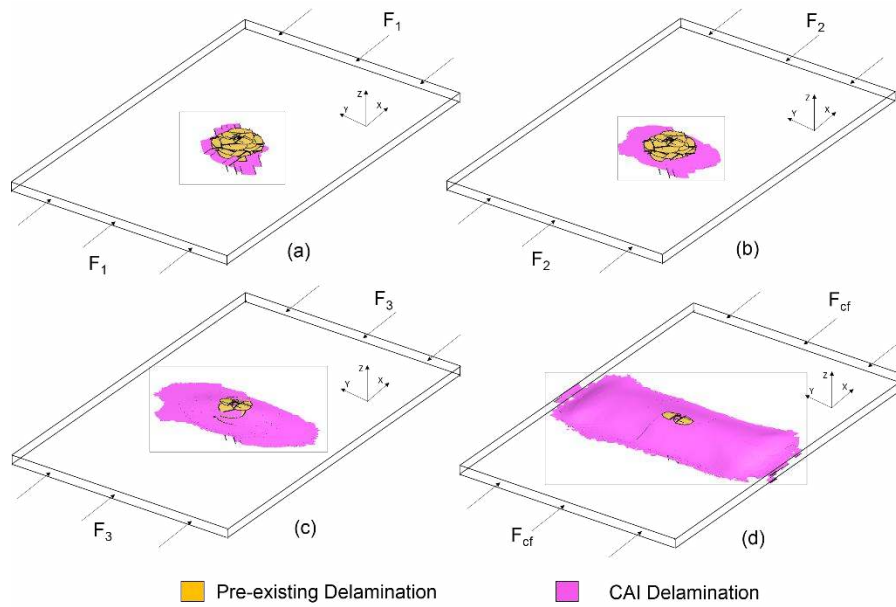 F1
F2
Z
Y
X
Z
Y
X
F1
(a)
F2
(b)
F3
Fcf
Z
Y
X
Z
Y
X
F3
(c)
Fcf
(d)
Pre-existing Delamination
CAI Delamination